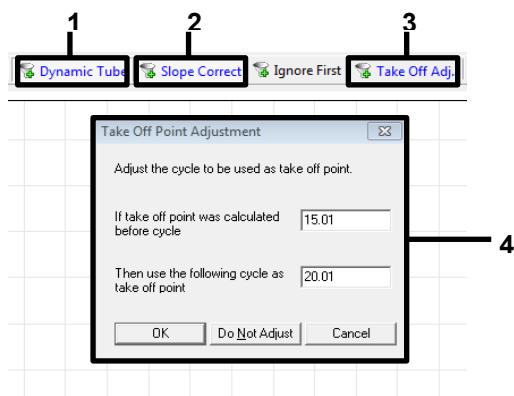 1 2 3
Dynamic Tube Slope Correct Ignore First Take Off Adj.
Take Off Point Adjustment
Adjust the cycle to be used as take off point.
If take off point was calculated
before cycle
15.01
4
Then use the following cycle as
take off point
20.01
OK Do Not Adjust Cancel